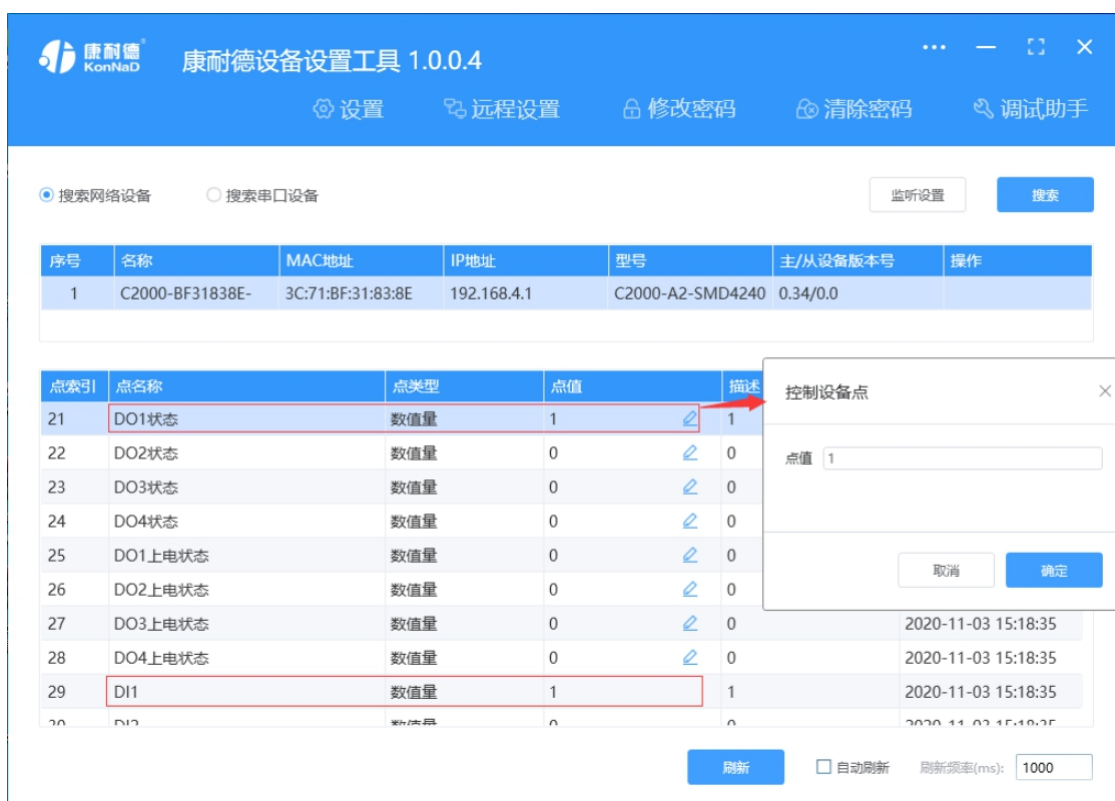 康耐德®
KonNaD
康耐德设备设置工具 1.0.0.4
设置 远程设置 修改密码 清除密码 调试助手
搜索网络设备 搜索串口设备 监听设置 搜索
序号 名称 MAC地址 IP地址 型号 主/从设备版本号 操作
1 C2000-BF31838E- 3C:71:BF:31:83:8E 192.168.4.1 C2000-A2-SMD4240 0.34/0.0
点索引 点名称 点类型 点值 描述
21 DO1状态 数值量 1 1
22 DO2状态 数值量 0 0
23 DO3状态 数值量 0 0
24 DO4状态 数值量 0 0
25 DO1上电状态 数值量 0 0
26 DO2上电状态 数值量 0 0
27 DO3上电状态 数值量 0 0 2020-11-03 15:18:35
28 DO4上电状态 数值量 0 0 2020-11-03 15:18:35
29 DI1 数值量 1 1 2020-11-03 15:18:35
控制设备点
点值 1
取消 确定
刷新 自动刷新 刷新频率(ms): 1000